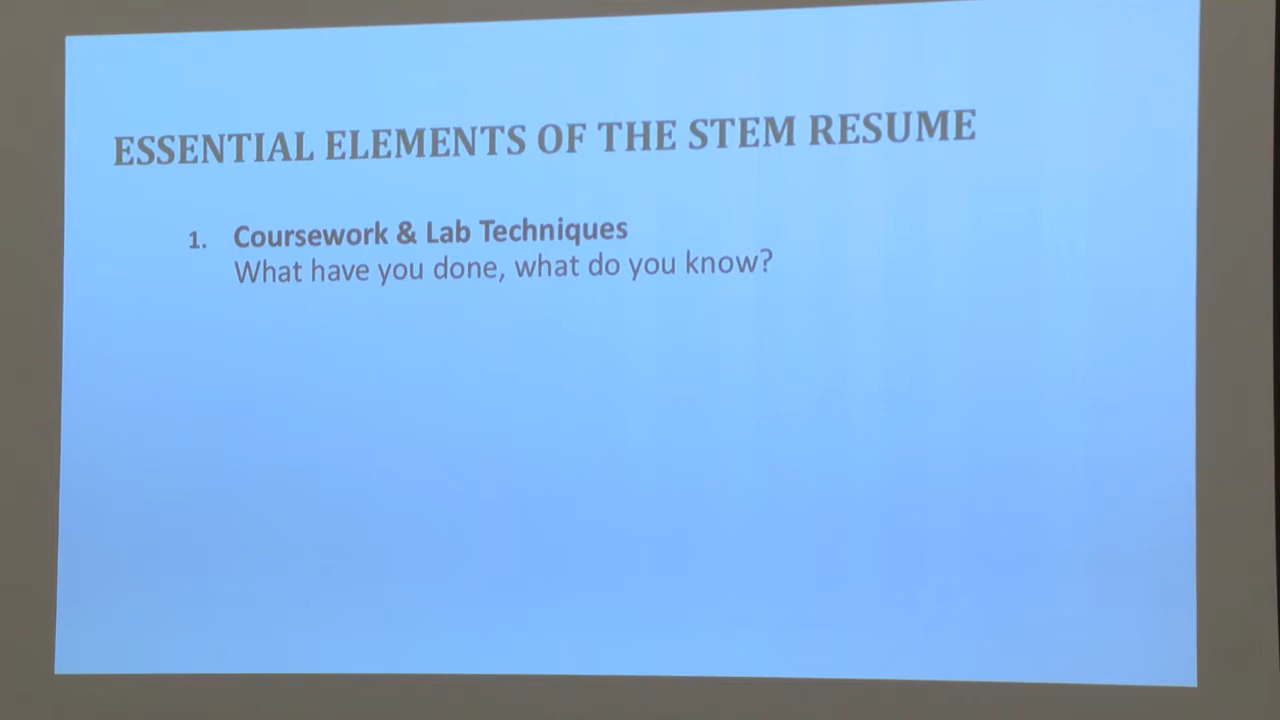 ESSENTIAL ELEMENTS OF THE STEM RESUME
1. Coursework & Lab Techniques
What have you done, what do you know?